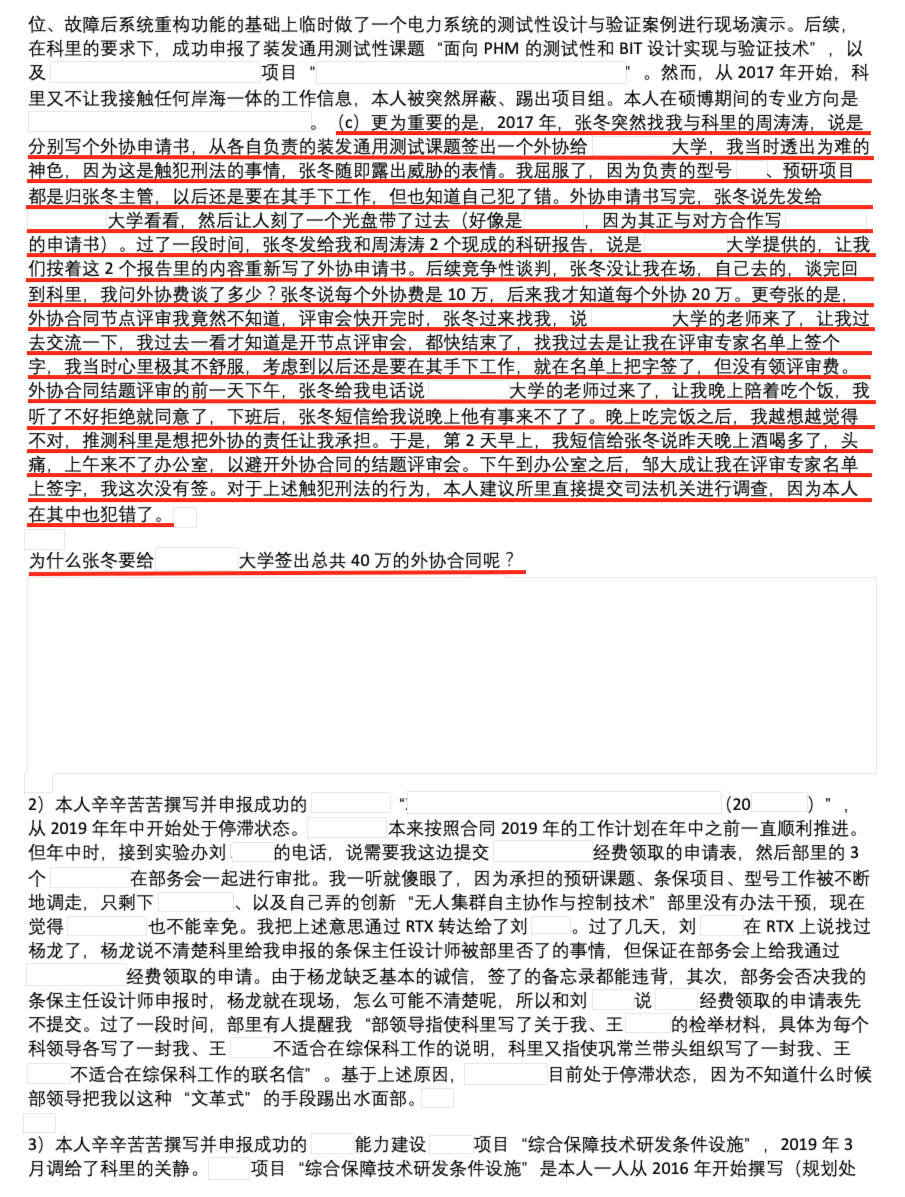 位、故障后系统重构功能的基础上临时做了一个电力系统的测试性设计与验证案例进行现场演示。后续，
在科里的要求下，成功申报了装发通用测试性课题“面向 PHM 的测试性和 BIT 设计实现与验证技术”，以
及 项目“ ”。然而，从 2017 年开始，科
里又不让我接触任何岸海一体的工作信息，本人被突然屏蔽、踢出项目组。本人在硕博期间的专业方向是
。（c）更为重要的是，2017 年，张冬突然找我与科里的周涛涛，说是
分别写个外协申请书，从各自负责的装发通用测试课题签出一个外协给 大学，我当时透出为难的
神色，因为这是触犯刑法的事情，张冬随即露出威胁的表情。我屈服了，因为负责的型号 、预研项目
都是归张冬主管，以后还是要在其手下工作，但也知道自己犯了错。外协申请书写完，张冬说先发给
大学看看，然后让人刻了一个光盘带了过去（好像是 ，因为其正与对方合作写
的申请书）。过了一段时间，张冬发给我和周涛涛 2 个现成的科研报告，说是 大学提供的，让我
们按着这 2 个报告里的内容重新写了外协申请书。后续竞争性谈判，张冬没让我在场，自己去的，谈完回
到科里，我问外协费谈了多少？张冬说每个外协费是 10 万，后来我才知道每个外协 20 万。更夸张的是，
外协合同节点评审我竟然不知道，评审会快开完时，张冬过来找我，说 大学的老师来了，让我过
去交流一下，我过去一看才知道是开节点评审会，都快结束了，找我过去是让我在评审专家名单上签个
字，我当时心里极其不舒服，考虑到以后还是要在其手下工作，就在名单上把字签了，但没有领评审费。
外协合同结题评审的前一天下午，张冬给我电话说 大学的老师过来了，让我晚上陪着吃个饭，我
听了不好拒绝就同意了，下班后，张冬短信给我说晚上他有事来不了了。晚上吃完饭之后，我越想越觉得
不对，推测科里是想把外协的责任让我承担。于是，第 2 天早上，我短信给张冬说昨天晚上酒喝多了，头
痛，上午来不了办公室，以避开外协合同的结题评审会。下午到办公室之后，邹大成让我在评审专家名单
上签字，我这次没有签。对于上述触犯刑法的行为，本人建议所里直接提交司法机关进行调查，因为本人
在其中也犯错了。
为什么张冬要给 大学签出总共 40 万的外协合同呢？
2）本人辛辛苦苦撰写并申报成功的 “ （20 ）”，
从 2019 年年中开始处于停滞状态。 本来按照合同 2019 年的工作计划在年中之前一直顺利推进。
但年中时，接到实验办刘 的电话，说需要我这边提交 经费领取的申请表，然后部里的 3
个 在部务会一起进行审批。我一听就傻眼了，因为承担的预研课题、条保项目、型号工作被不断
地调走，只剩下 、以及自己弄的创新“无人集群自主协作与控制技术”部里没有办法干预，现在
觉得 也不能幸免。我把上述意思通过 RTX 转达给了刘 。过了几天，刘 在 RTX 上说找过
杨龙了，杨龙说不清楚科里给我申报的条保主任设计师被部里否了的事情，但保证在部务会上给我通过
经费领取的申请。由于杨龙缺乏基本的诚信，签了的备忘录都能违背，其次，部务会否决我的
条保主任设计师申报时，杨龙就在现场，怎么可能不清楚呢，所以和刘 说 经费领取的申请表先
不提交。过了一段时间，部里有人提醒我“部领导指使科里写了关于我、王 的检举材料，具体为每个
科领导各写了一封我、王 不适合在综保科工作的说明，科里又指使巩常兰带头组织写了一封我、王
不适合在综保科工作的联名信”。基于上述原因， 目前处于停滞状态，因为不知道什么时候
部领导把我以这种“文革式”的手段踢出水面部。
3）本人辛辛苦苦撰写并申报成功的 能力建设 项目“综合保障技术研发条件设施”，2019 年 3
月调给了科里的关静。 项目“综合保障技术研发条件设施”是本人一人从 2016 年开始撰写（规划处